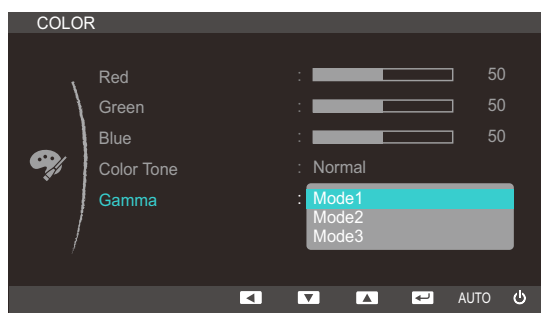 COLOR
Red : 50
Green : 50
Blue : 50
Color Tone : Normal
Gamma : Mode1
Mode2
Mode3
AUTO